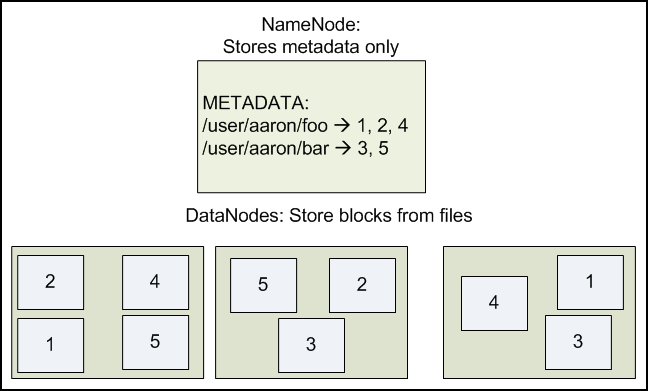 NameNode:
Stores metadata only
METADATA:
/user/aaron/foo → 1, 2, 4
/user/aaron/bar → 3, 5
DataNodes: Store blocks from files
2
4
1
5
5
2
3
1
4
3